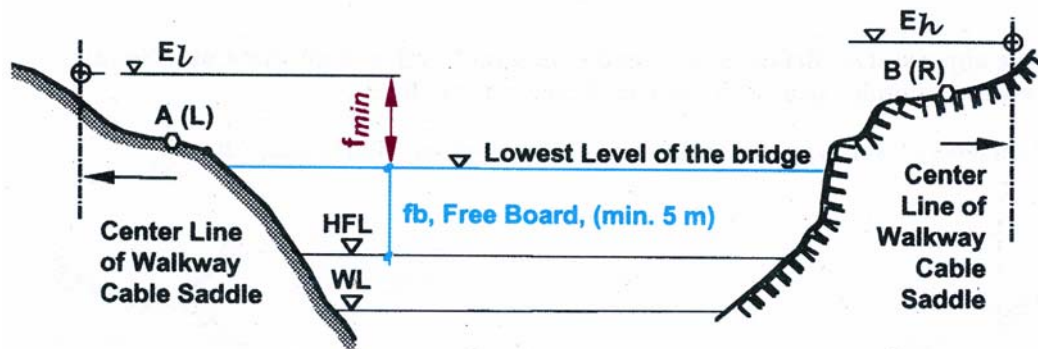 El
Eh
A (L)
B (R)
fmin
Lowest Level of the bridge
fb, Free Board, (min. 5 m)
HFL
WL
Center Line
of Walkway
Cable Saddle
Center
Line of
Walkway
Cable
Saddle